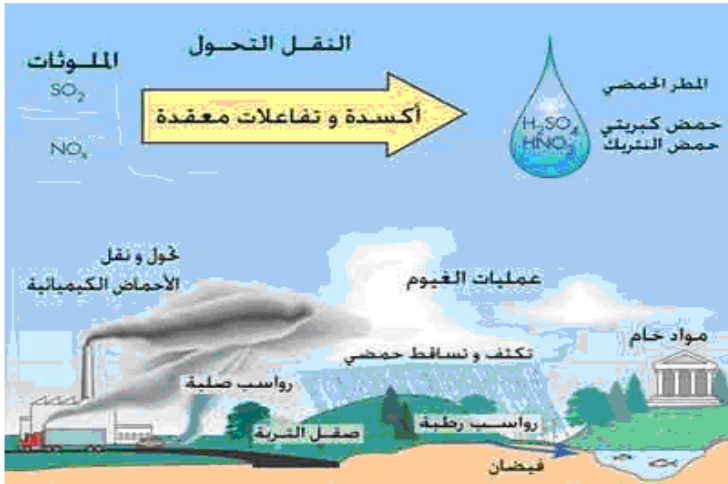 النقل التحول
الملوثات
SO₂
NOₓ
أكسدة و تفاعلات معقدة
المطر الحمضي
حمض كبريتي
حمض النتريك
H₂SO₄
HNO₃
تحول و نقل
الأحماض الكيميائية
عمليات الغيوم
مواد خام
تكثف و تساقط حمضي
رواسب صلبة
صقل التربة
رواسب رطبة
فيضان